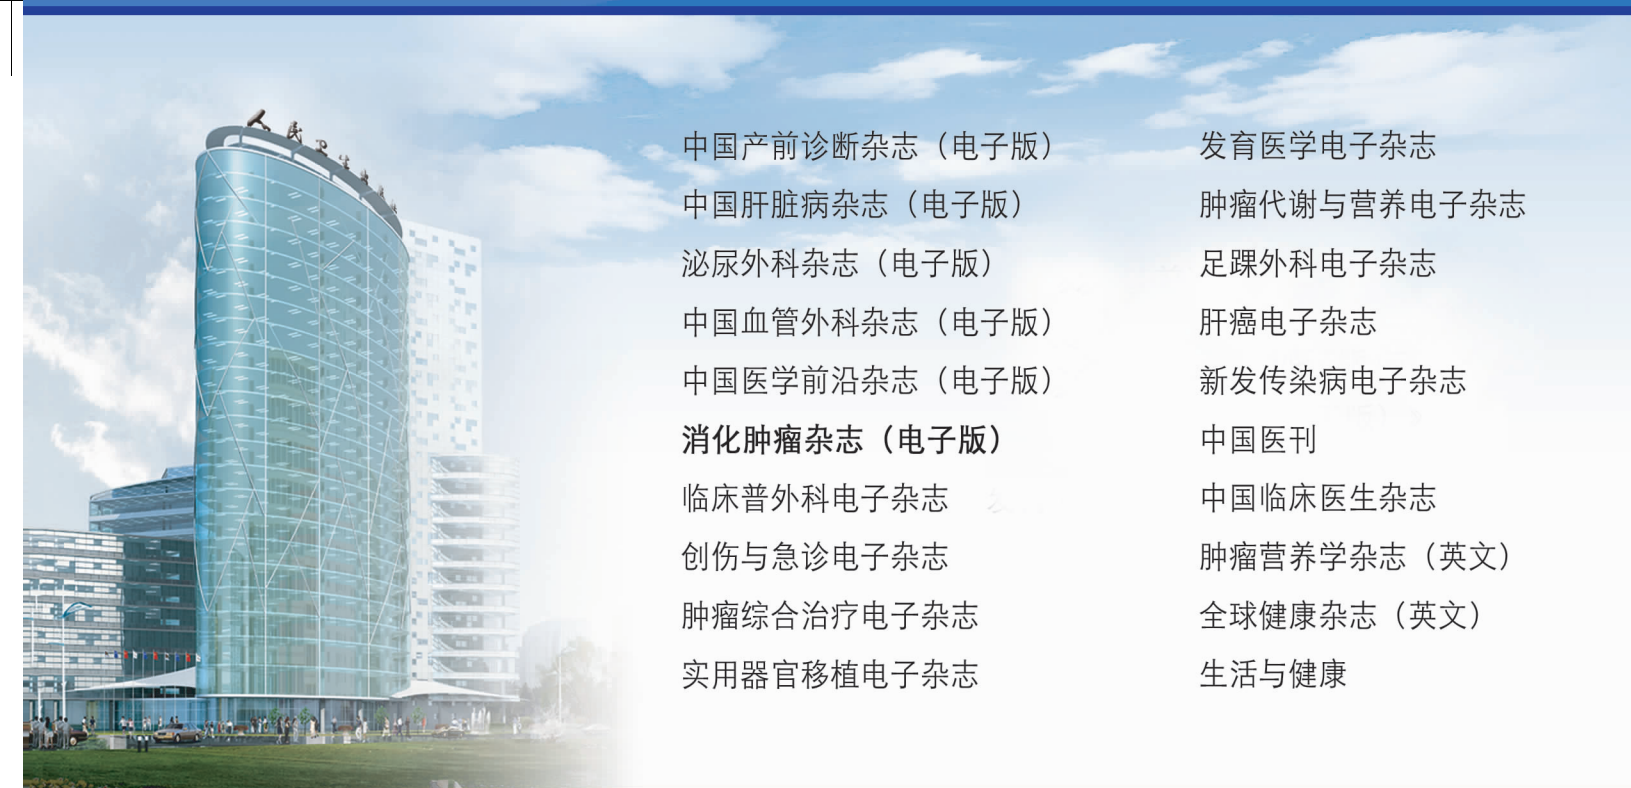 人民卫生
中国产前诊断杂志（电子版）
中国肝脏病杂志（电子版）
泌尿外科杂志（电子版）
中国血管外科杂志（电子版）
中国医学前沿杂志（电子版）
消化肿瘤杂志（电子版）
临床普外科电子杂志
创伤与急诊电子杂志
肿瘤综合治疗电子杂志
实用器官移植电子杂志
发育医学电子杂志
肿瘤代谢与营养电子杂志
足踝外科电子杂志
肝癌电子杂志
新发传染病电子杂志
中国医刊
中国临床医生杂志
肿瘤营养学杂志（英文）
全球健康杂志（英文）
生活与健康